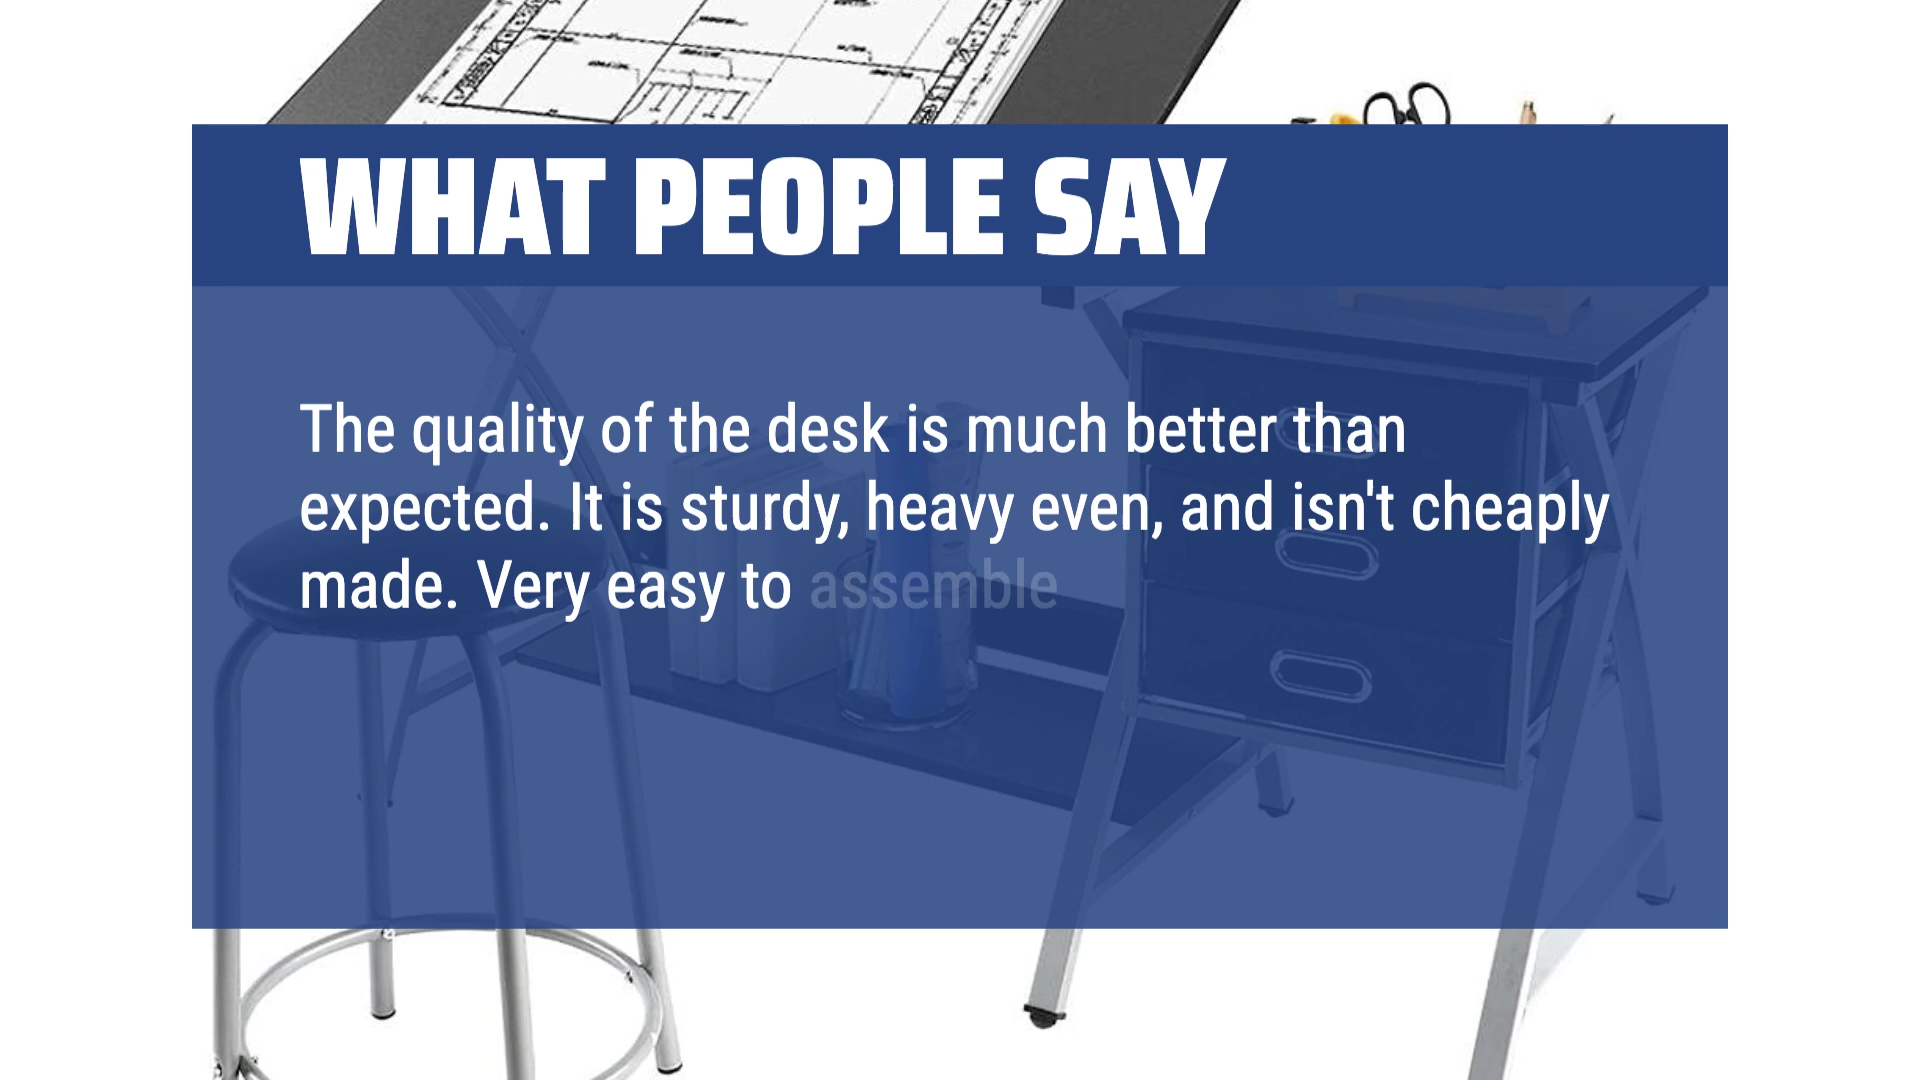 WHAT PEOPLE SAY
The quality of the desk is much better than
expected. It is sturdy, heavy even, and isn't cheaply
made. Very easy to assemble